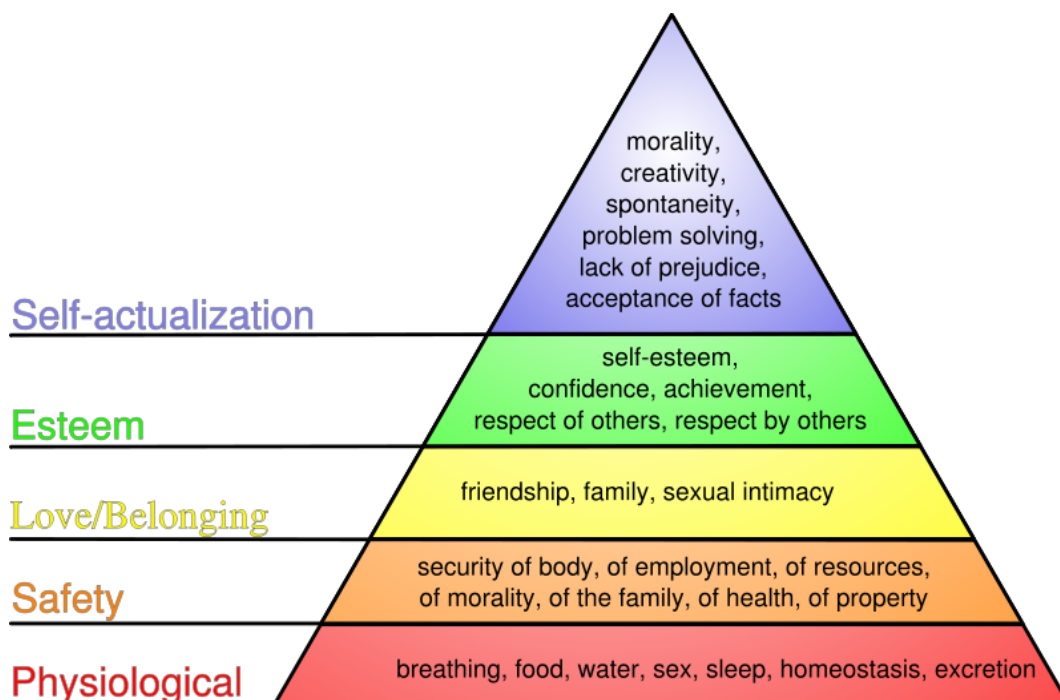 morality,
creativity,
spontaneity,
problem solving,
lack of prejudice,
acceptance of facts
Self-actualization
self-esteem,
confidence, achievement,
respect of others, respect by others
Esteem
friendship, family, sexual intimacy
Love/Belonging
security of body, of employment, of resources,
of morality, of the family, of health, of property
Safety
breathing, food, water, sex, sleep, homeostasis, excretion
Physiological